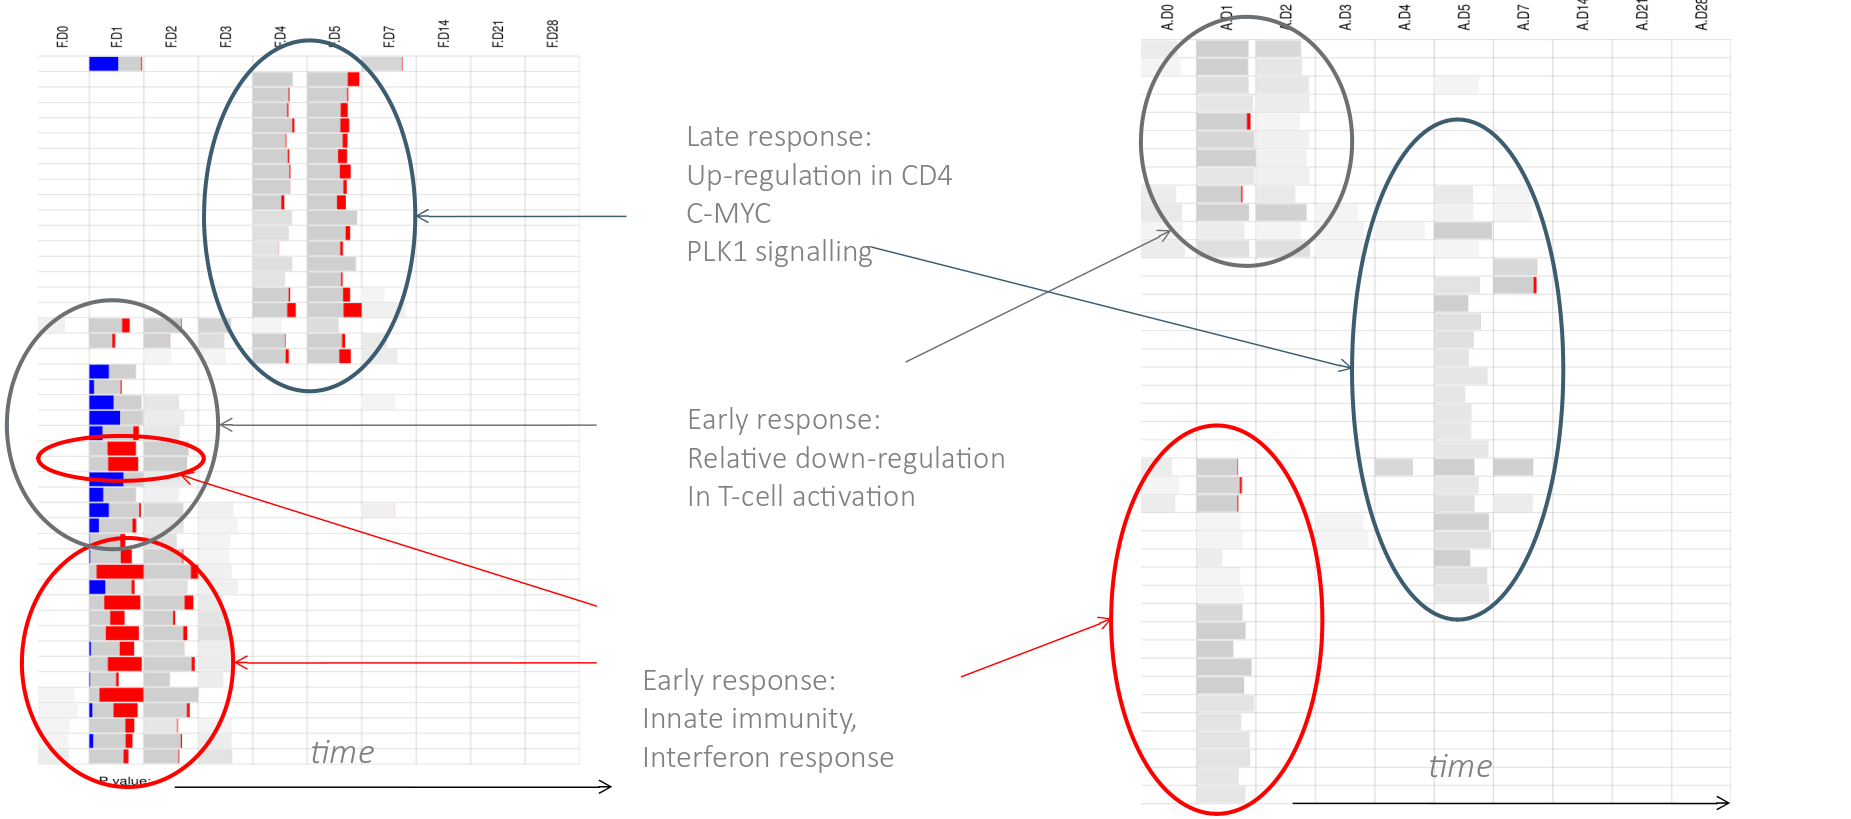 F.D0
F.D1
F.D2
F.D3
F.D4
F.D5
F.D7
F.D14
F.D21
F.D28
A.D0
A.D1
A.D2
A.D3
A.D4
A.D5
A.D7
A.D14
A.D21
A.D28
Late response:
Up-regulation in CD4
C-MYC
PLK1 signalling
Early response:
Relative down-regulation
In T-cell activation
Early response:
Innate immunity,
Interferon response
time
P value:
time